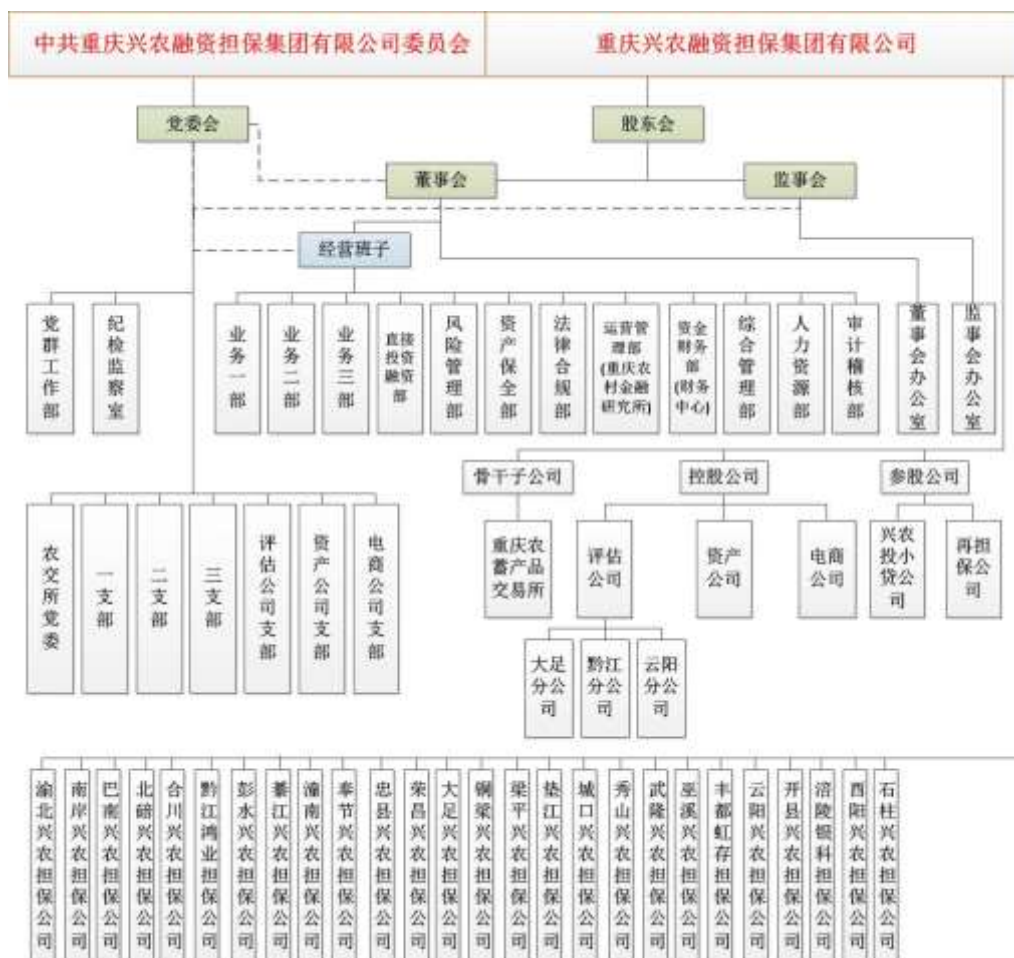 中共重庆兴农融资担保集团有限公司委员会
重庆兴农融资担保集团有限公司
党委会
股东会
董事会
监事会
经营班子
党群工作部
纪检监察室
业务一部
业务二部
业务三部
直接
投融
资
部
风险管理部
资产保全部
法律合规部
运营管
理部
(重庆农
村金融
研究所)
资金
财务
部
(财务
中心)
综合管理部
人力资源部
审计稽核部
董事会办公室
监事会办公室
骨干子公司
控股公司
参股公司
农交所党委
一支部
二支部
三支部
评估公司支部
资产公司支部
电商公司支部
重庆农
畜产品
交易所
评估
公司
资产
公司
电商
公司
兴农
投小
贷公
司
再担
保公
司
大足
分公
司
黔江
分公
司
云阳
分公
司
渝北兴农担保公司
南岸兴农担保公司
巴南兴农担保公司
北碚兴农担保公司
合川兴农担保公司
黔江鸿业担保公司
彭水兴农担保公司
綦江兴农担保公司
潼南兴农担保公司
奉节兴农担保公司
忠县兴农担保公司
荣昌兴农担保公司
大足兴农担保公司
铜梁兴农担保公司
梁平兴农担保公司
垫江兴农担保公司
城口兴农担保公司
秀山兴农担保公司
武隆兴农担保公司
巫溪兴农担保公司
丰都虹存担保公司
云阳兴农担保公司
开县兴农担保公司
涪陵银科担保公司
酉阳兴农担保公司
石柱兴农担保公司